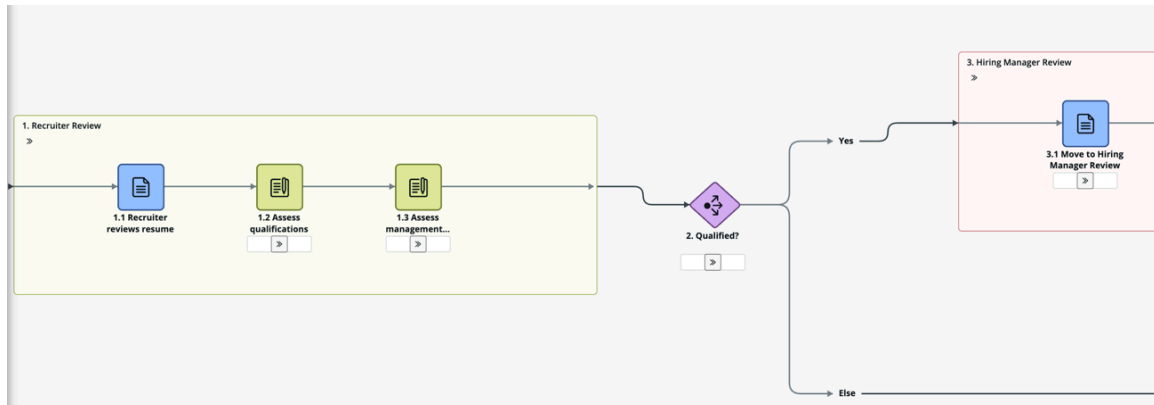 3. Hiring Manager Review
1. Recruiter Review
Yes
3.1 Move to Hiring
Manager Review
1.1 Recruiter
reviews resume
1.2 Assess
qualifications
1.3 Assess
management...
2. Qualified?
Else